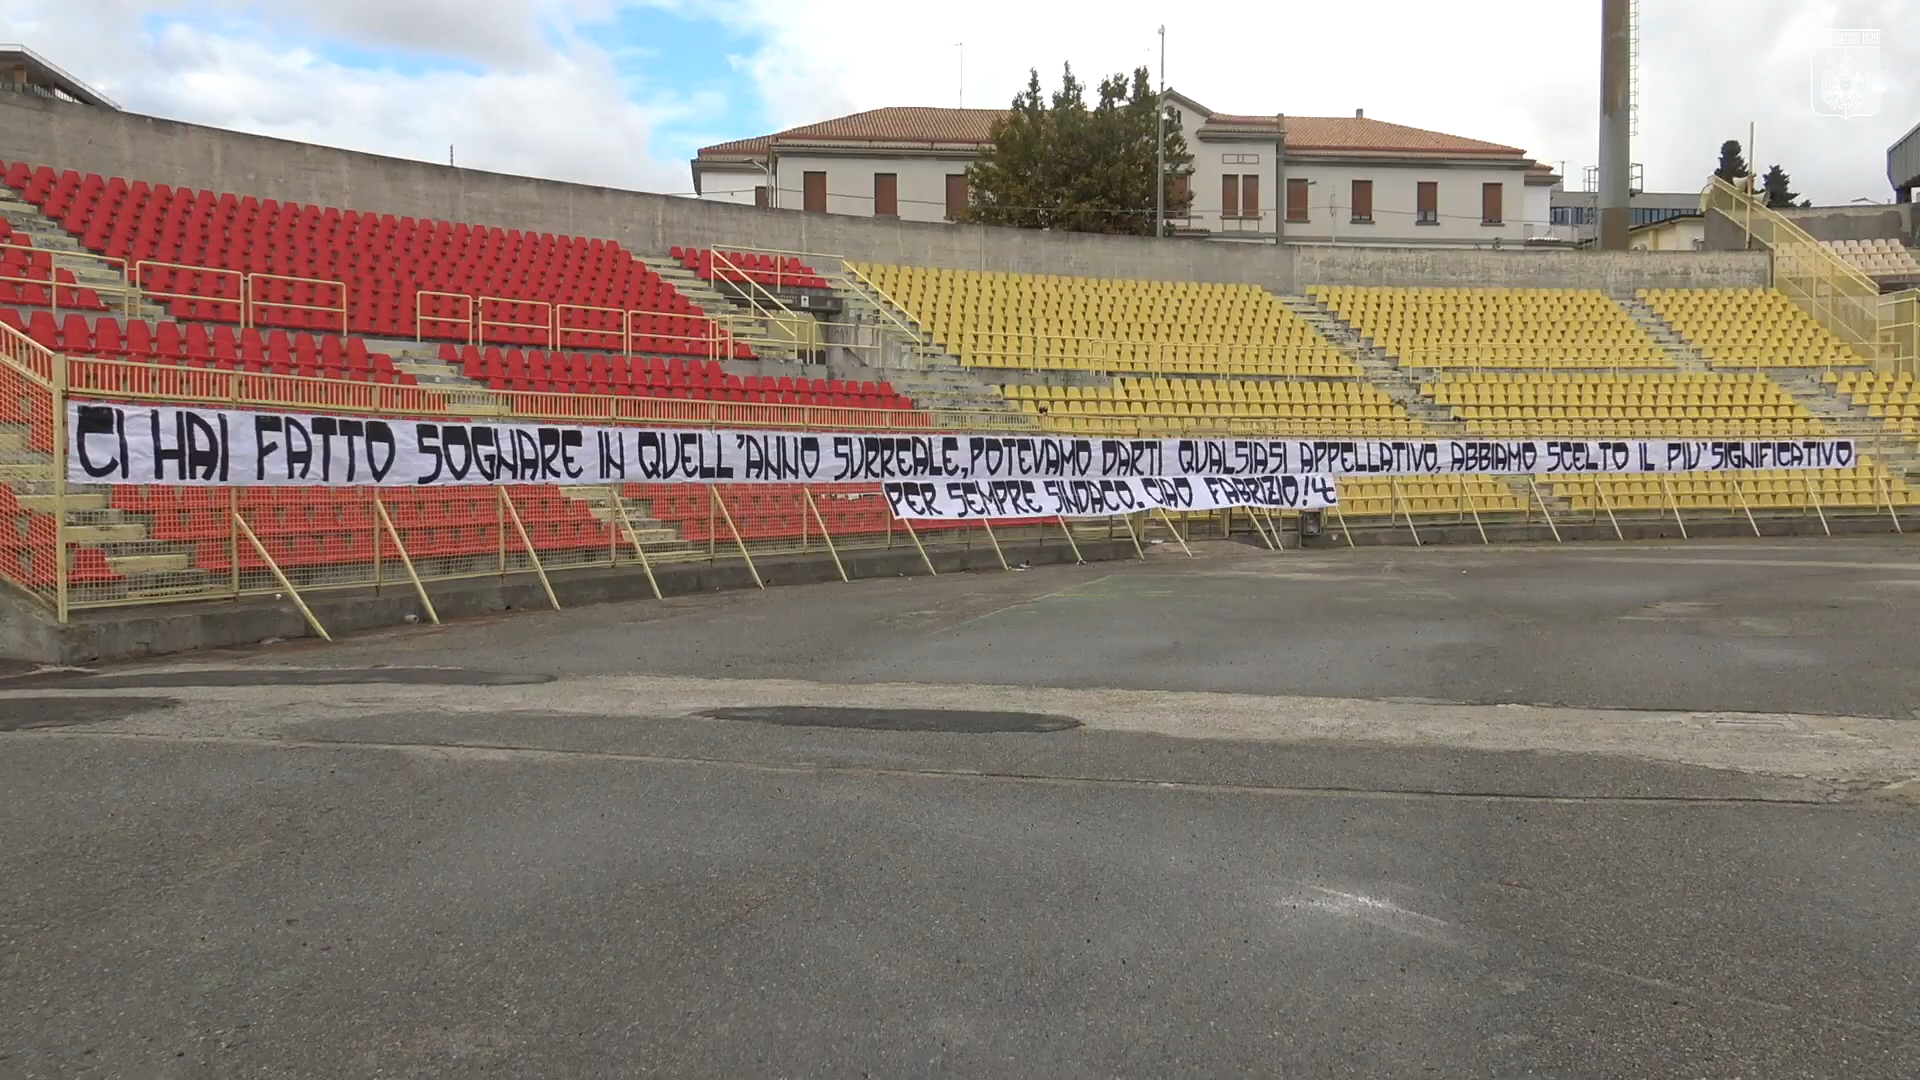 CI HAI FATTO SOGNARE IN QUELL'ANNO SURREALE, POTEVAMO DARTI QUALSIASI APPELLATIVO, ABBIAMO SCELTO IL PIU' SIGNIFICATIVO
PER SEMPRE SINDACO. CIAO FABRIZIO!